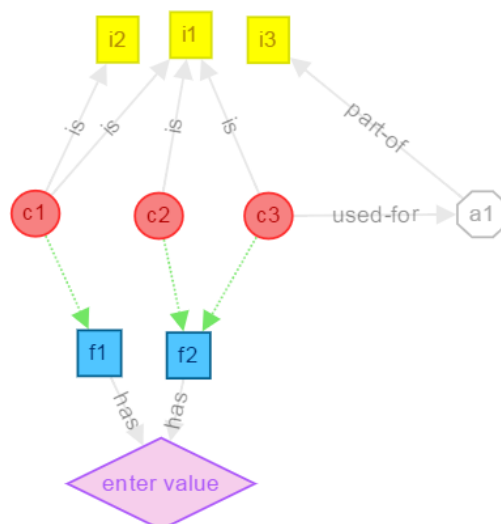 i2
i1
i3
is
is
is
is
part-of
c1
c2
c3
used-for
a1
f1
f2
has
has
enter value